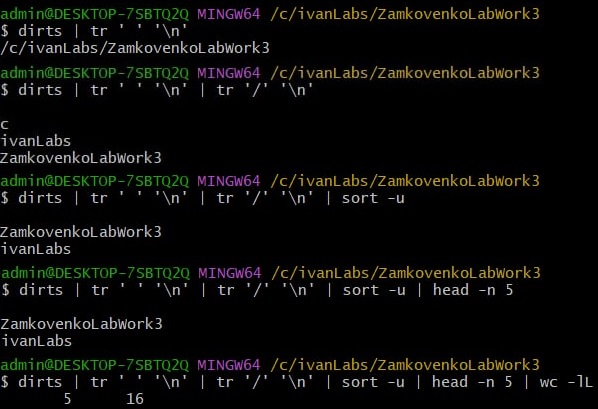 admin@DESKTOP-7SBTQ2Q MINGW64 /c/ivanLabs/ZamkovenkoLabWork3
$ dirts | tr ' ' '\n'
/c/ivanLabs/ZamkovenkoLabWork3
admin@DESKTOP-7SBTQ2Q MINGW64 /c/ivanLabs/ZamkovenkoLabWork3
$ dirts | tr ' ' '\n' | tr '/' '\n'
c
ivanLabs
ZamkovenkoLabWork3
admin@DESKTOP-7SBTQ2Q MINGW64 /c/ivanLabs/ZamkovenkoLabWork3
$ dirts | tr ' ' '\n' | tr '/' '\n' | sort -u
ZamkovenkoLabWork3
ivanLabs
admin@DESKTOP-7SBTQ2Q MINGW64 /c/ivanLabs/ZamkovenkoLabWork3
$ dirts | tr ' ' '\n' | tr '/' '\n' | sort -u | head -n 5
ZamkovenkoLabWork3
ivanLabs
admin@DESKTOP-7SBTQ2Q MINGW64 /c/ivanLabs/ZamkovenkoLabWork3
$ dirts | tr ' ' '\n' | tr '/' '\n' | sort -u | head -n 5 | wc -lL
5 16